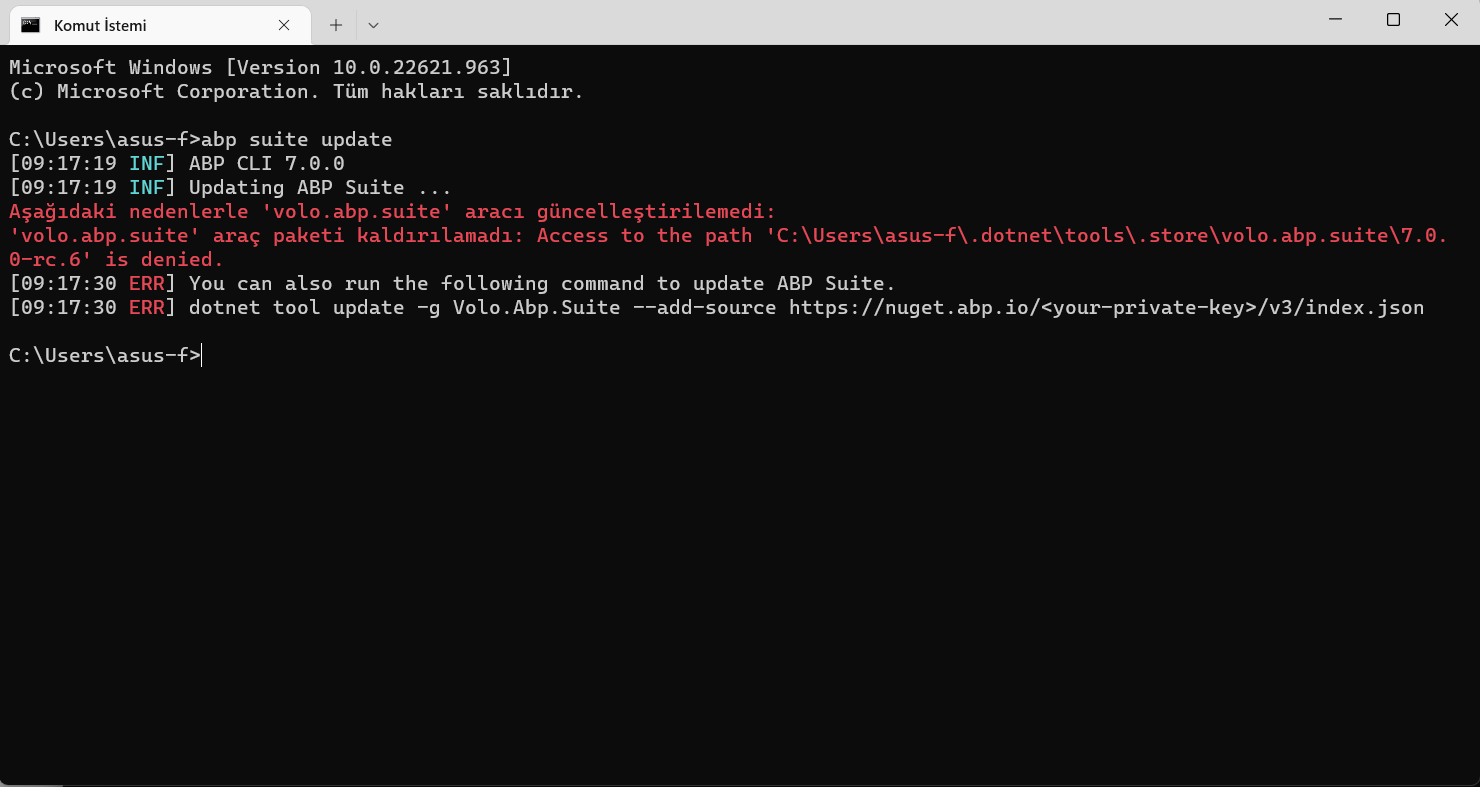 Komut İstemi
Microsoft Windows [Version 10.0.22621.963]
(c) Microsoft Corporation. Tüm hakları saklıdır.
C:\Users\asus-f>abp suite update
[09:17:19 INF] ABP CLI 7.0.0
[09:17:19 INF] Updating ABP Suite ...
Aşağıdaki nedenlerle 'volo.abp.suite' aracı güncelleştirilemedi:
'volo.abp.suite' araç paketi kaldırılamadı: Access to the path 'C:\Users\asus-f\.dotnet\tools\.store\volo.abp.suite\7.0.
0-rc.6' is denied.
[09:17:30 ERR] You can also run the following command to update ABP Suite.
[09:17:30 ERR] dotnet tool update -g Volo.Abp.Suite --add-source https://nuget.abp.io/<your-private-key>/v3/index.json
C:\Users\asus-f>